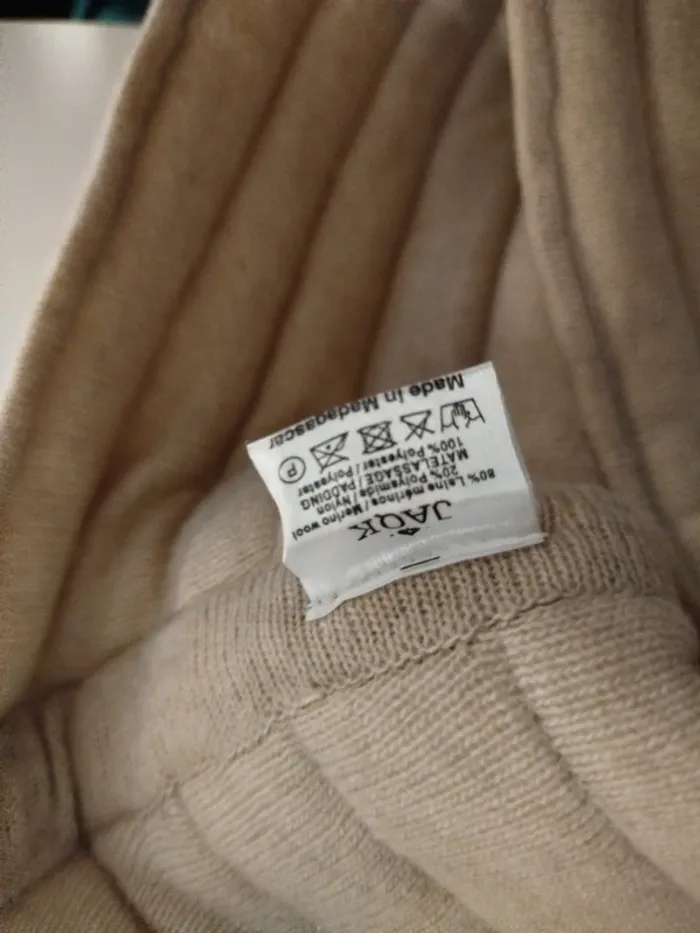 JAQK
80% Laine mérinos / Merino wool
20% Polyamide / Nylon
MATELASSAGE / PADDING
100% Polyester / Polyester
P
Made in Madagascar